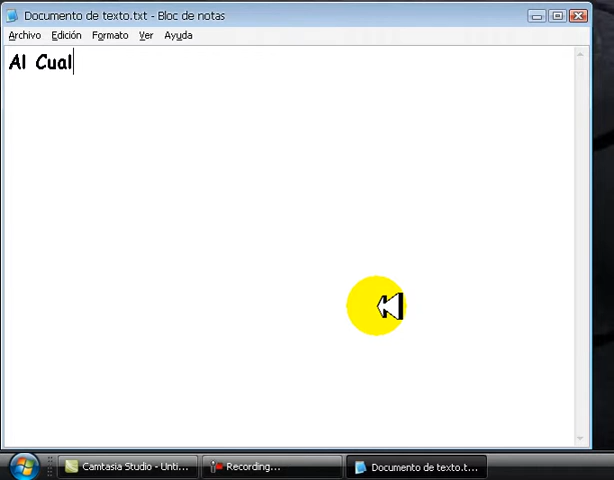 Documento de texto.txt - Bloc de notas
Archivo Edición Formato Ver Ayuda
Al Cual
Camtasia Studio - Unti...
Recording...
Documento de texto.t...